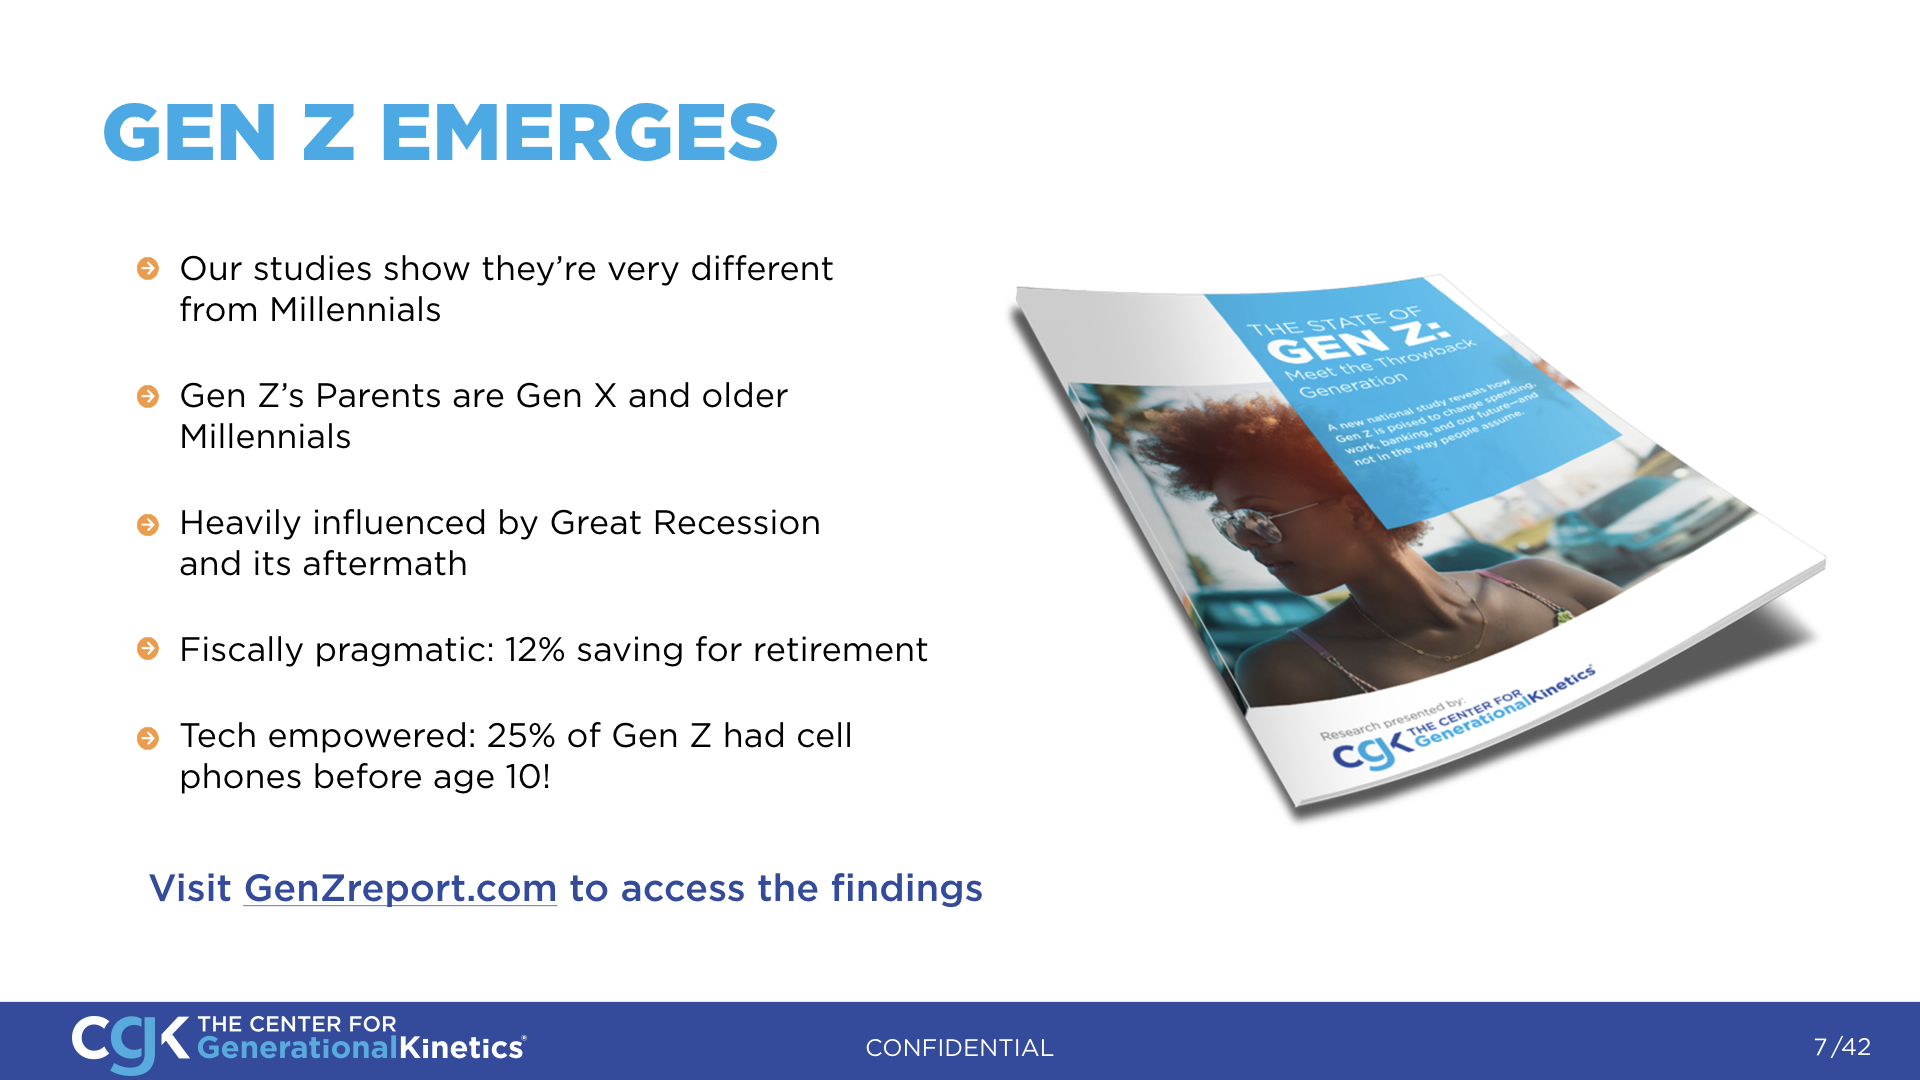 GEN Z EMERGES
Our studies show they’re very different
from Millennials
Gen Z’s Parents are Gen X and older
Millennials
Heavily influenced by Great Recession
and its aftermath
Fiscally pragmatic: 12% saving for retirement
Tech empowered: 25% of Gen Z had cell
phones before age 10!
Visit GenZreport.com to access the findings
THE STATE OF
GEN Z:
Meet the Throwback
Generation
A new national study reveals how
Gen Z is poised to change spending,
work, banking, and our future—and
not in the way people assume.
Research presented by:
cgk THE CENTER FOR
GenerationalKinetics
cgk THE CENTER FOR
GenerationalKinetics®
CONFIDENTIAL
7 /42